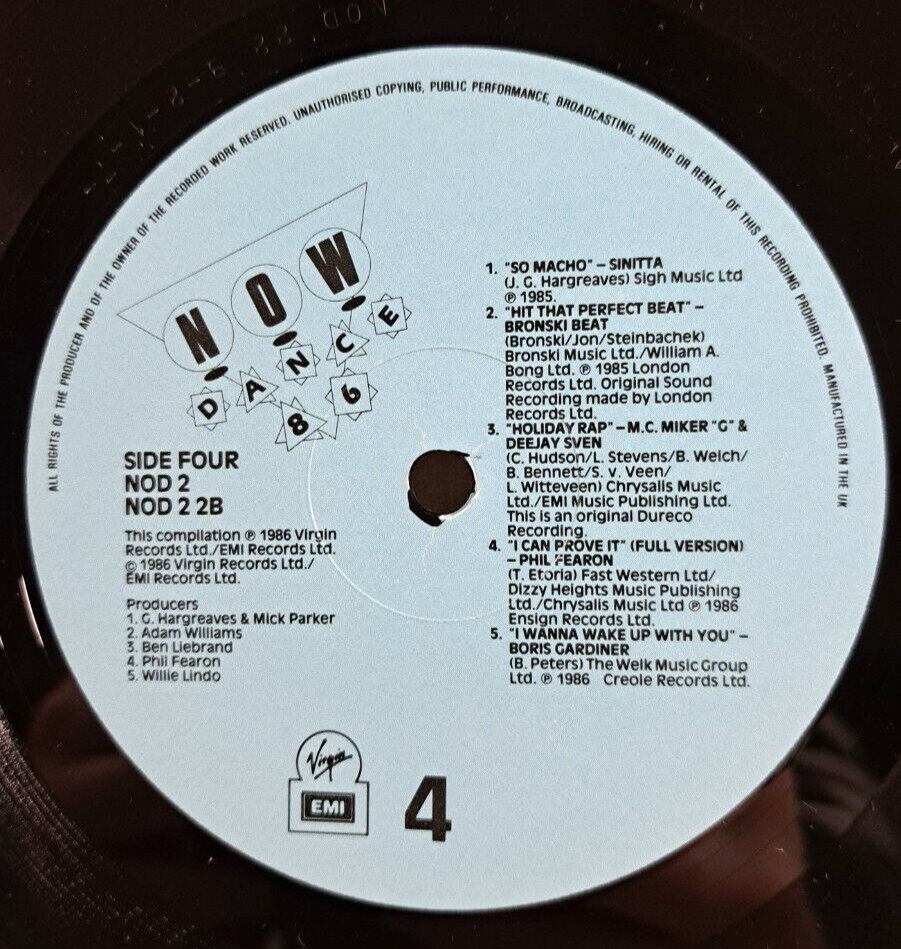 ALL RIGHTS OF THE PRODUCER AND OF THE OWNER OF THE RECORDED WORK RESERVED. UNAUTHORISED COPYING, PUBLIC PERFORMANCE, BROADCASTING, HIRING OR RENTAL OF THIS RECORDING PROHIBITED. MANUFACTURED IN THE UK
NOW
DANCE
86
SIDE FOUR
NOD 2
NOD 2 2B
This compilation ℗ 1986 Virgin
Records Ltd./EMI Records Ltd.
© 1986 Virgin Records Ltd./
EMI Records Ltd.
Producers
1. G. Hargreaves & Mick Parker
2. Adam Williams
3. Ben Liebrand
4. Phil Fearon
5. Willie Lindo
1. "SO MACHO" – SINITTA
(J. G. Hargreaves) Sigh Music Ltd
℗ 1985.
2. "HIT THAT PERFECT BEAT" –
BRONSKI BEAT
(Bronski/Jon/Steinbachek)
Bronski Music Ltd./William A.
Bong Ltd. ℗ 1985 London
Records Ltd. Original Sound
Recording made by London
Records Ltd.
3. "HOLIDAY RAP" – M.C. MIKER "G" &
DEEJAY SVEN
(C. Hudson/L. Stevens/B. Welch/
B. Bennett/S. v. Veen/
L. Witteveen) Chrysalis Music
Ltd./EMI Music Publishing Ltd.
This is an original Dureco
Recording.
4. "I CAN PROVE IT" (FULL VERSION)
– PHIL FEARON
(T. Etoria) Fast Western Ltd/
Dizzy Heights Music Publishing
Ltd./Chrysalis Music Ltd ℗ 1986
Ensign Records Ltd.
5. "I WANNA WAKE UP WITH YOU" –
BORIS GARDINER
(B. Peters) The Welk Music Group
Ltd. ℗ 1986 Creole Records Ltd.
Virgin
EMI
4